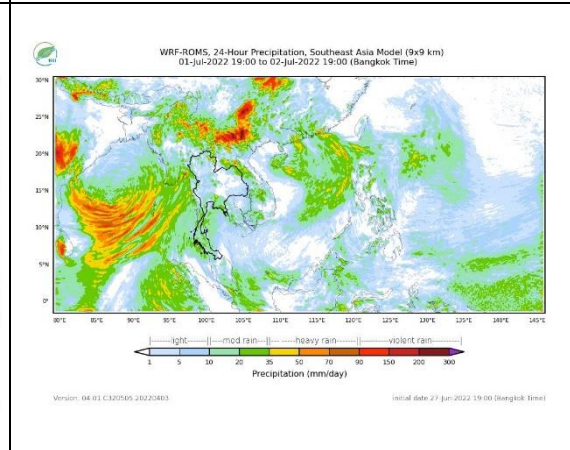 WRF-ROMS, 24-Hour Precipitation, Southeast Asia Model (9x9 km)
01-Jul-2022 19:00 to 02-Jul-2022 19:00 (Bangkok Time)
30°N
25°N
20°N
15°N
10°N
5°N
0°
80°E 85°E 90°E 95°E 100°E 105°E 110°E 115°E 120°E 125°E 130°E 135°E 140°E 145°E
light mod rain heavy rain violent rain
1 5 10 20 35 50 70 90 150 200 300
Precipitation (mm/day)
Version: 04.01 C320505.20220403 initial date 27-Jun-2022 19:00 (Bangkok Time)